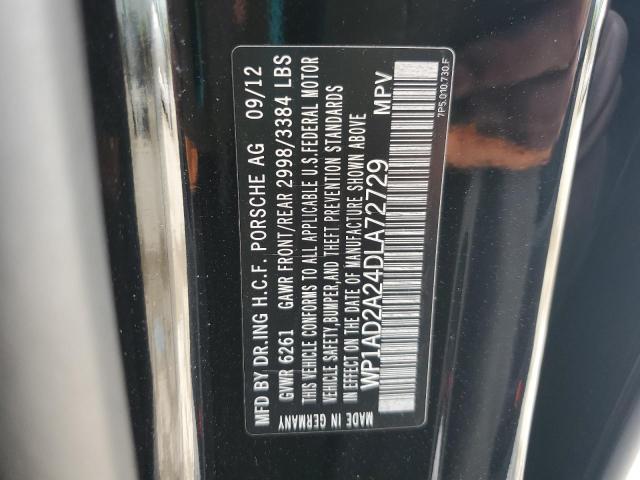 MFD BY DR.ING H.C.F. PORSCHE AG 09/12
GVWR 6261 GAWR FRONT/REAR 2998/3384 LBS
THIS VEHICLE CONFORMS TO ALL APPLICABLE U.S.FEDERAL MOTOR
VEHICLE SAFETY,BUMPER,AND THEFT PREVENTION STANDARDS
IN EFFECT ON THE DATE OF MANUFACTURE SHOWN ABOVE
WP1AD2A24DLA72729 MPV
MADE IN GERMANY
7P5.010.730.F